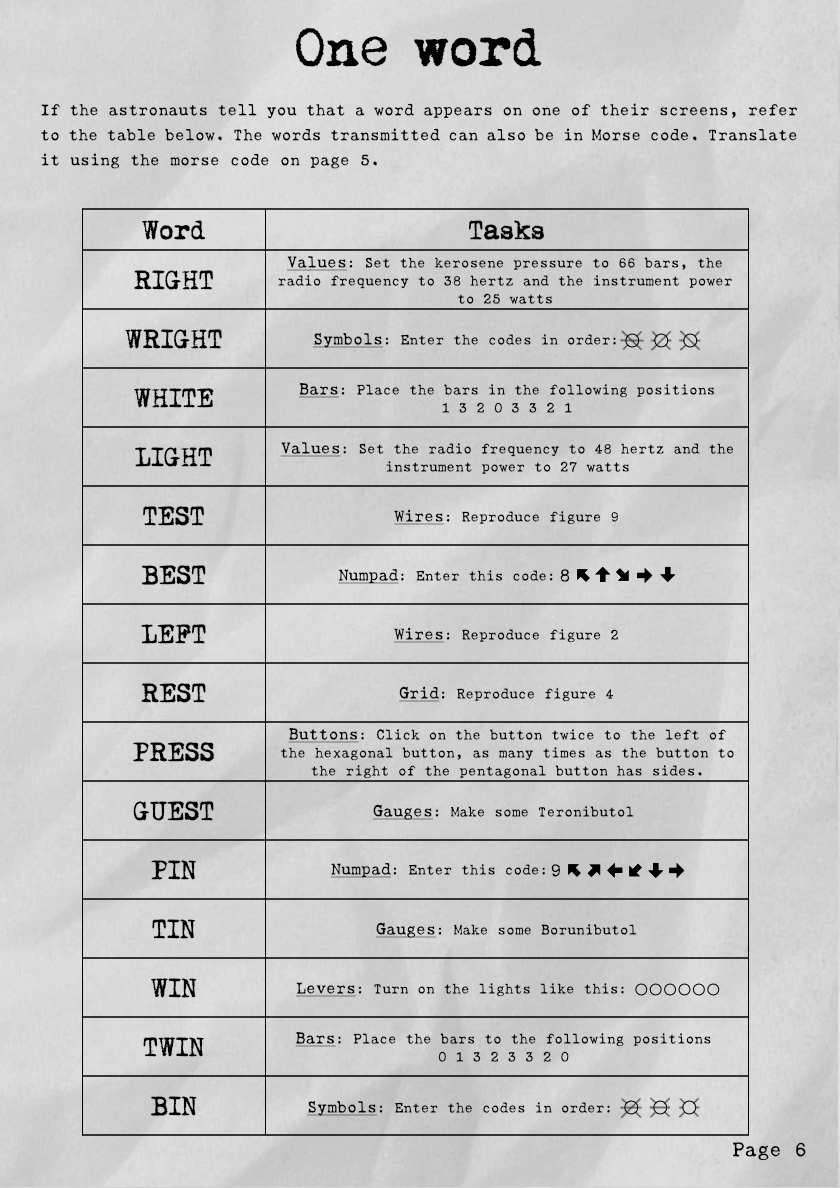 One word
If the astronauts tell you that a word appears on one of their screens, refer
to the table below. The words transmitted can also be in Morse code. Translate
it using the morse code on page 5.
Word Tasks
RIGHT
Values: Set the kerosene pressure to 66 bars, the
radio frequency to 38 hertz and the instrument power
to 25 watts
WRIGHT
Symbols: Enter the codes in order:
WHITE
Bars: Place the bars in the following positions
1 3 2 0 3 3 2 1
LIGHT
Values: Set the radio frequency to 48 hertz and the
instrument power to 27 watts
TEST
Wires: Reproduce figure 9
BEST
Numpad: Enter this code: 8 ↖ ↑ ↘ → ↓
LEFT
Wires: Reproduce figure 2
REST
Grid: Reproduce figure 4
PRESS
Buttons: Click on the button twice to the left of
the hexagonal button, as many times as the button to
the right of the pentagonal button has sides.
GUEST
Gauges: Make some Teronibutol
PIN
Numpad: Enter this code: 9 ↖ ↗ ← ↙ ↓ →
TIN
Gauges: Make some Borunibutol
WIN
Levers: Turn on the lights like this: ○○○○○○
TWIN
Bars: Place the bars to the following positions
0 1 3 2 3 3 2 0
BIN
Symbols: Enter the codes in order:
Page 6